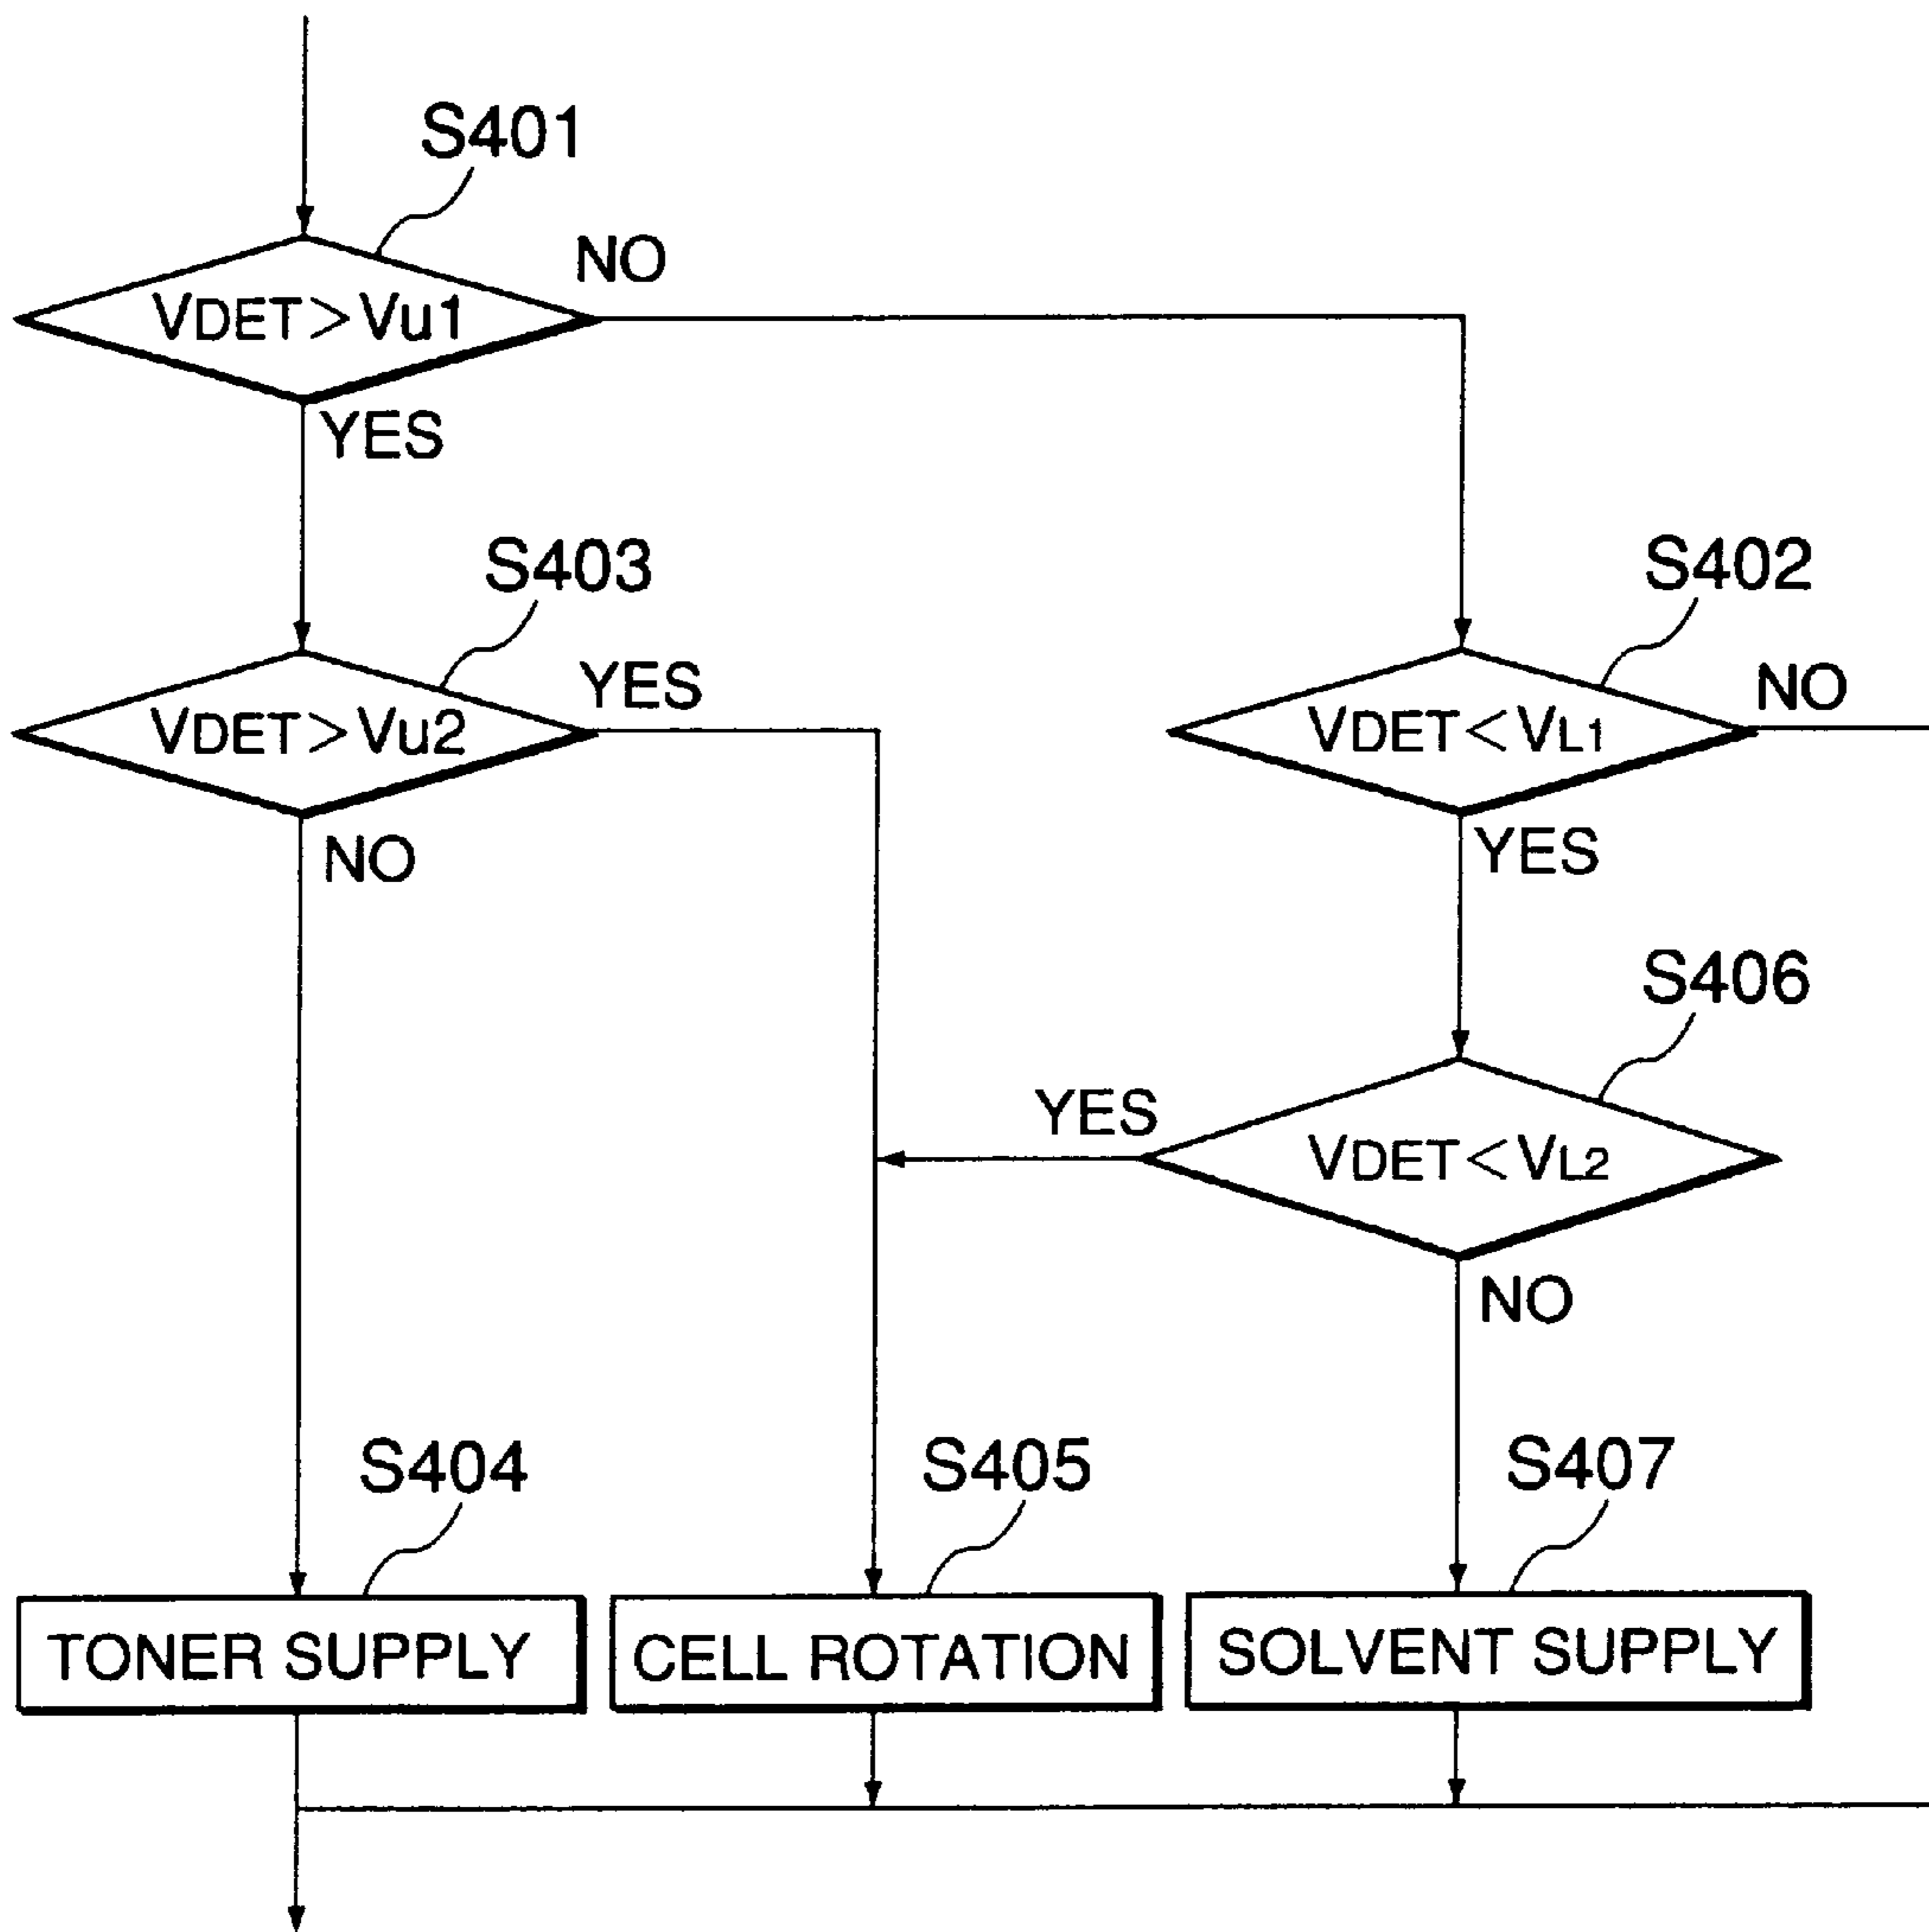 S401
NO
VDET>Vu1
YES
S403
S402
YES
NO
VDET>Vu2
VDET<VL1
NO
YES
S406
YES
VDET<VL2
NO
S404
S405
S407
TONER SUPPLY
CELL ROTATION
SOLVENT SUPPLY